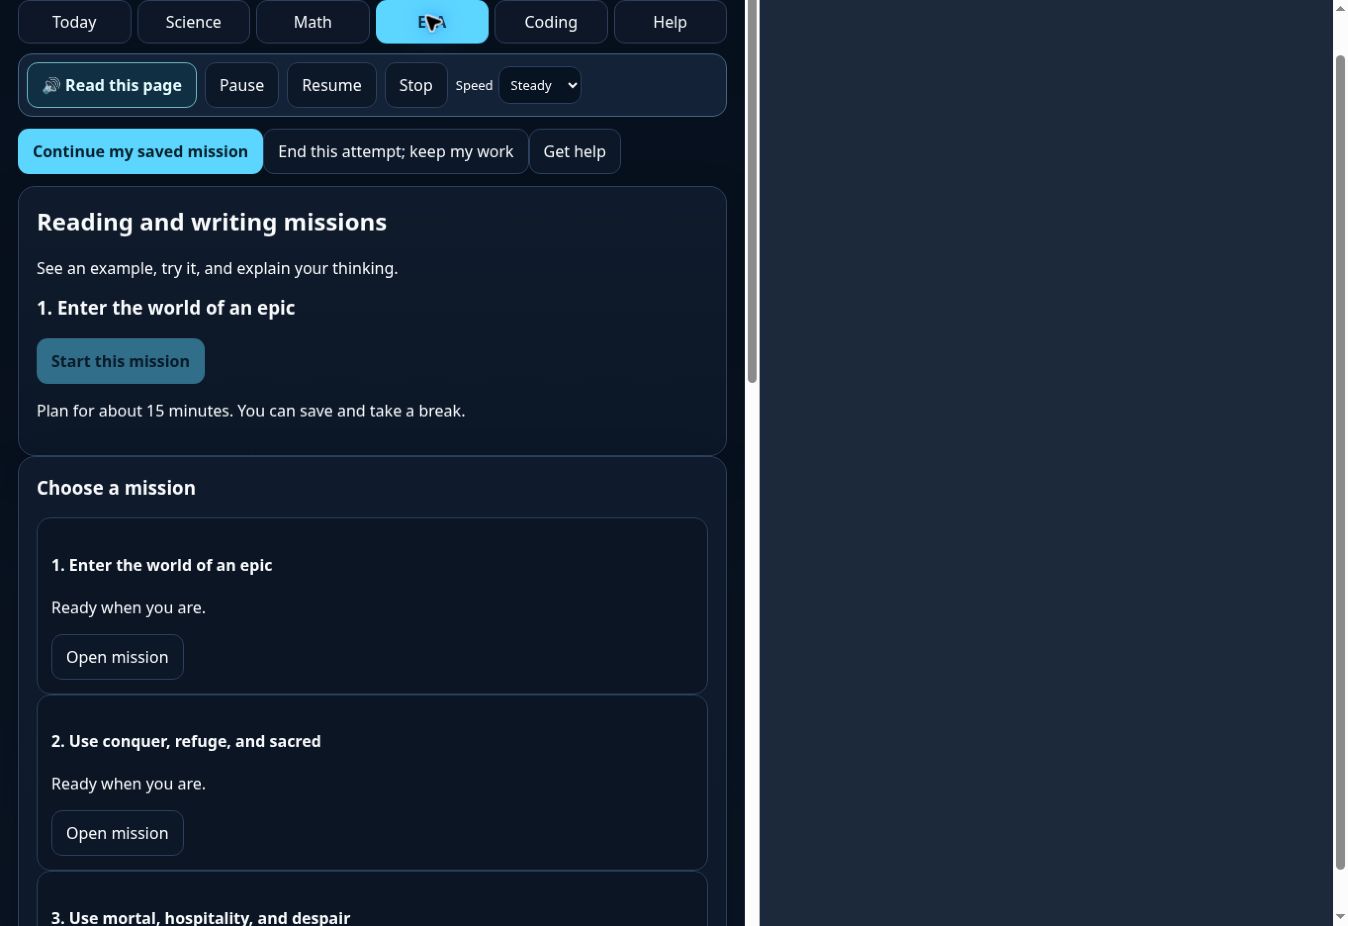 Today
Science
Math
Coding
Help
🔊 Read this page
Pause
Resume
Stop
Speed
Steady
Continue my saved mission
End this attempt; keep my work
Get help
Reading and writing missions
See an example, try it, and explain your thinking.
1. Enter the world of an epic
Start this mission
Plan for about 15 minutes. You can save and take a break.
Choose a mission
1. Enter the world of an epic
Ready when you are.
Open mission
2. Use conquer, refuge, and sacred
Ready when you are.
Open mission
3. Use mortal, hospitality, and despair